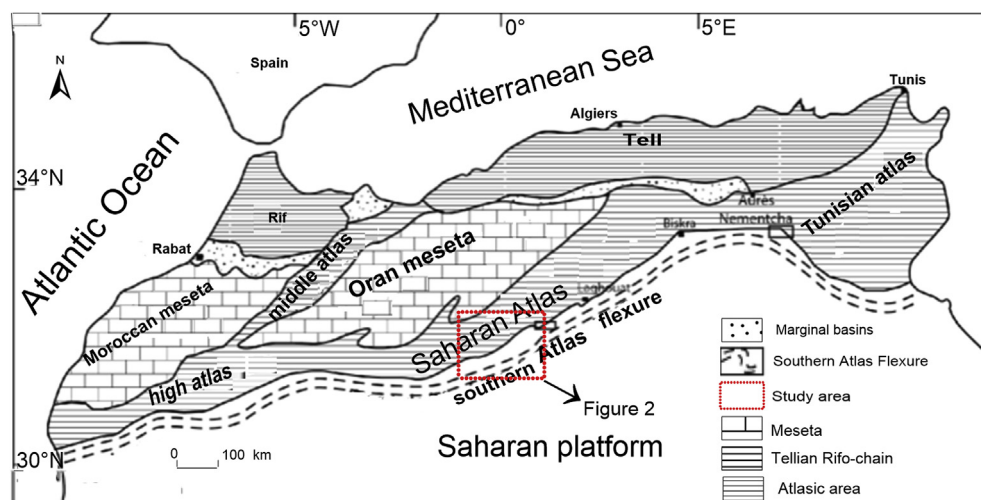 5°W
0°
5°E
N
Spain
Mediterranean Sea
Tunis
Algiers
Tell
Atlantic Ocean
34°N
Rif
Rabat
Aurès
Nementcha
Biskra
Tunisian atlas
middle atlas
Oran meseta
Moroccan meseta
Laghouat
Saharan Atlas
southern Atlas flexure
high atlas
Figure 2
Saharan platform
30°N
0 100 km
Marginal basins
Southern Atlas Flexure
Study area
Meseta
Tellian Rifo-chain
Atlasic area